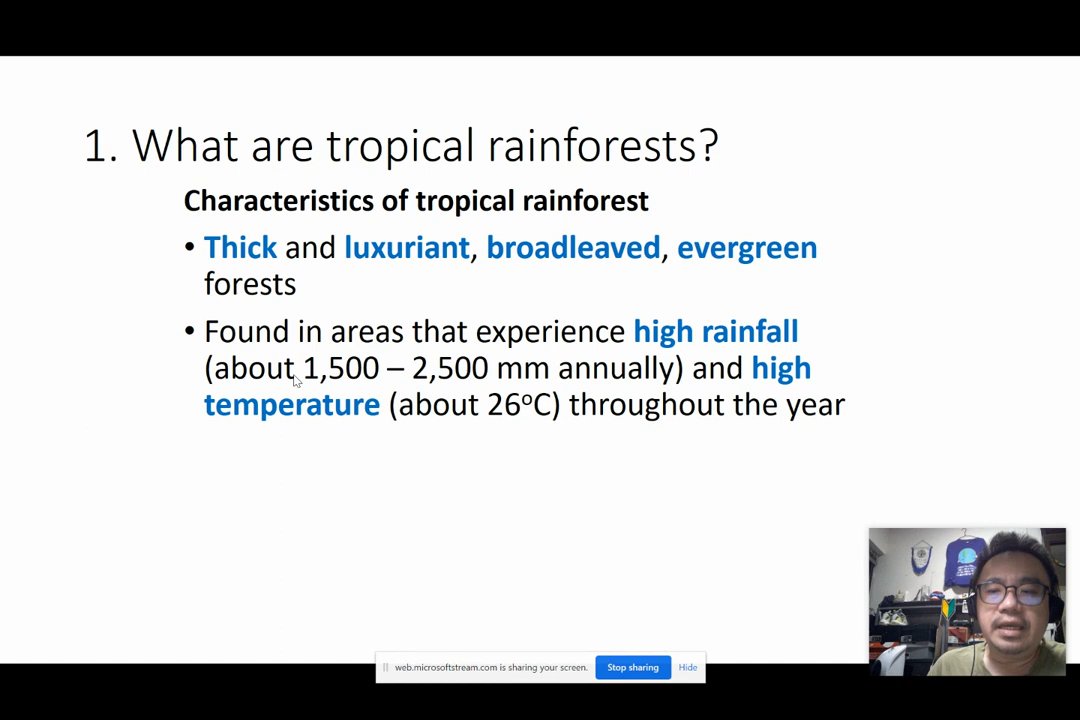 1. What are tropical rainforests?
Characteristics of tropical rainforest
• Thick and luxuriant, broadleaved, evergreen
forests
• Found in areas that experience high rainfall
(about 1,500 – 2,500 mm annually) and high
temperature (about 26°C) throughout the year
web.microsoftstream.com is sharing your screen. Stop sharing Hide